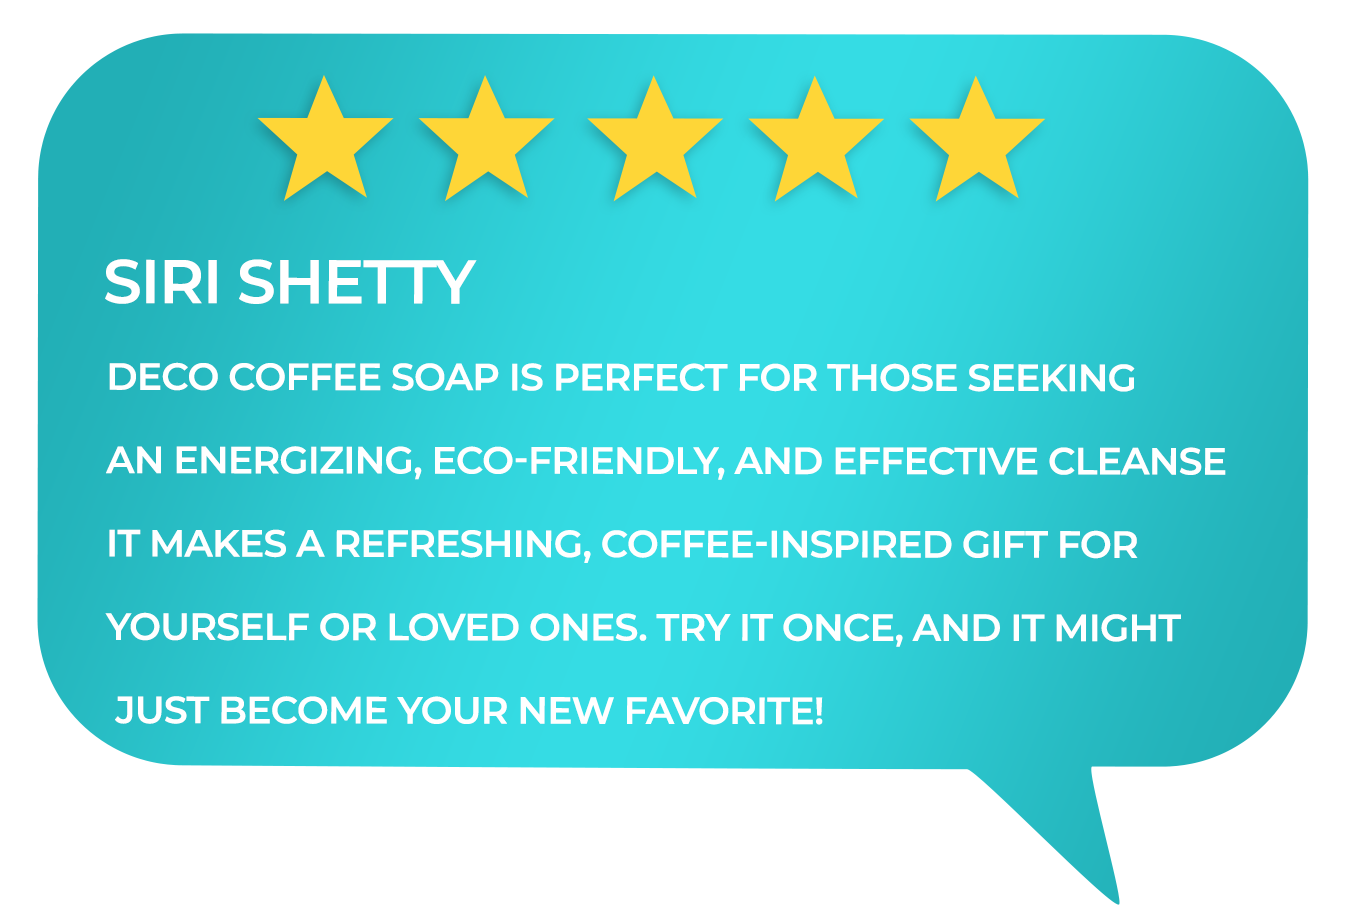 SIRI SHETTY
DECO COFFEE SOAP IS PERFECT FOR THOSE SEEKING
AN ENERGIZING, ECO-FRIENDLY, AND EFFECTIVE CLEANSE
IT MAKES A REFRESHING, COFFEE-INSPIRED GIFT FOR
YOURSELF OR LOVED ONES. TRY IT ONCE, AND IT MIGHT
JUST BECOME YOUR NEW FAVORITE!